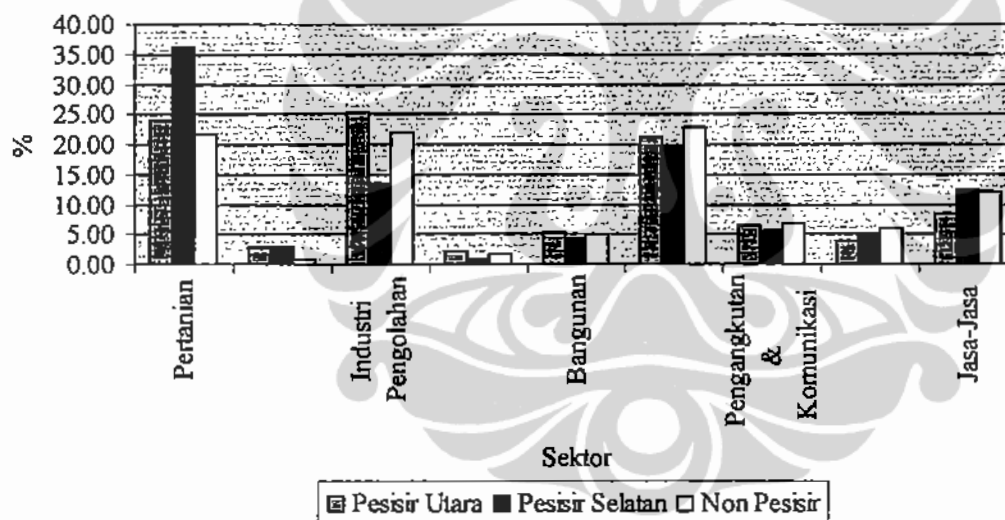 40.00
35.00
30.00
25.00
20.00
15.00
10.00
5.00
0.00
%
Pertanian
Industri
Pengolahan
Bangunan
Pengangkutan
&
Komunikasi
Jasa-Jasa
Sektor
Pesisir Utara Pesisir Selatan Non Pesisir